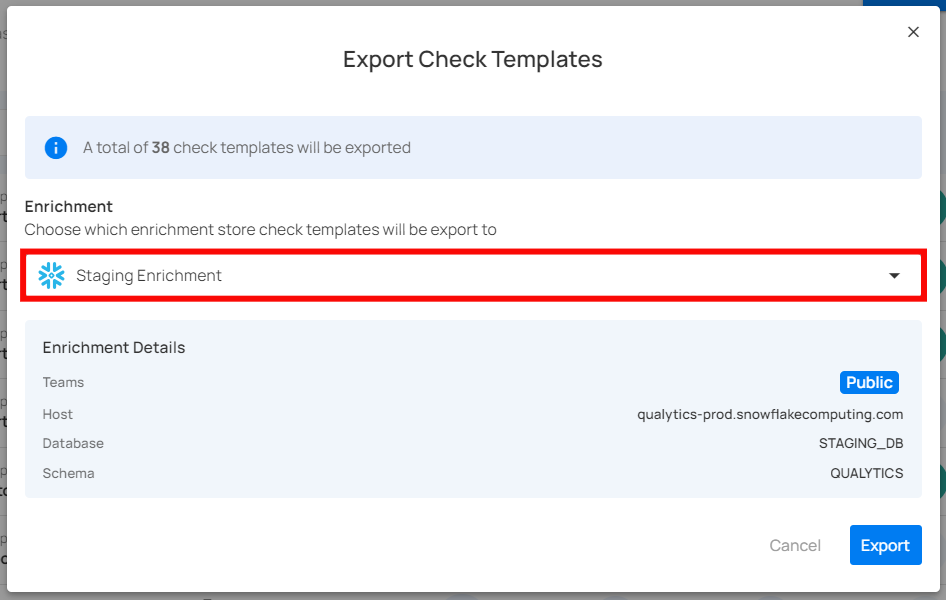 Export Check Templates
A total of 38 check templates will be exported
Enrichment
Choose which enrichment store check templates will be export to
Staging Enrichment
Enrichment Details
Teams Public
Host qualytics-prod.snowflakecomputing.com
Database STAGING_DB
Schema QUALYTICS
Cancel Export